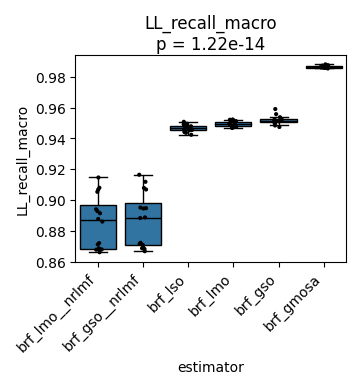 LL_recall_macro
p = 1.22e-14
LL_recall_macro
0.98
0.96
0.94
0.92
0.90
0.88
0.86
brf_lmo__nrlmf
brf_gso__nrlmf
brf_lso
brf_lmo
brf_gso
brf_gmosa
estimator